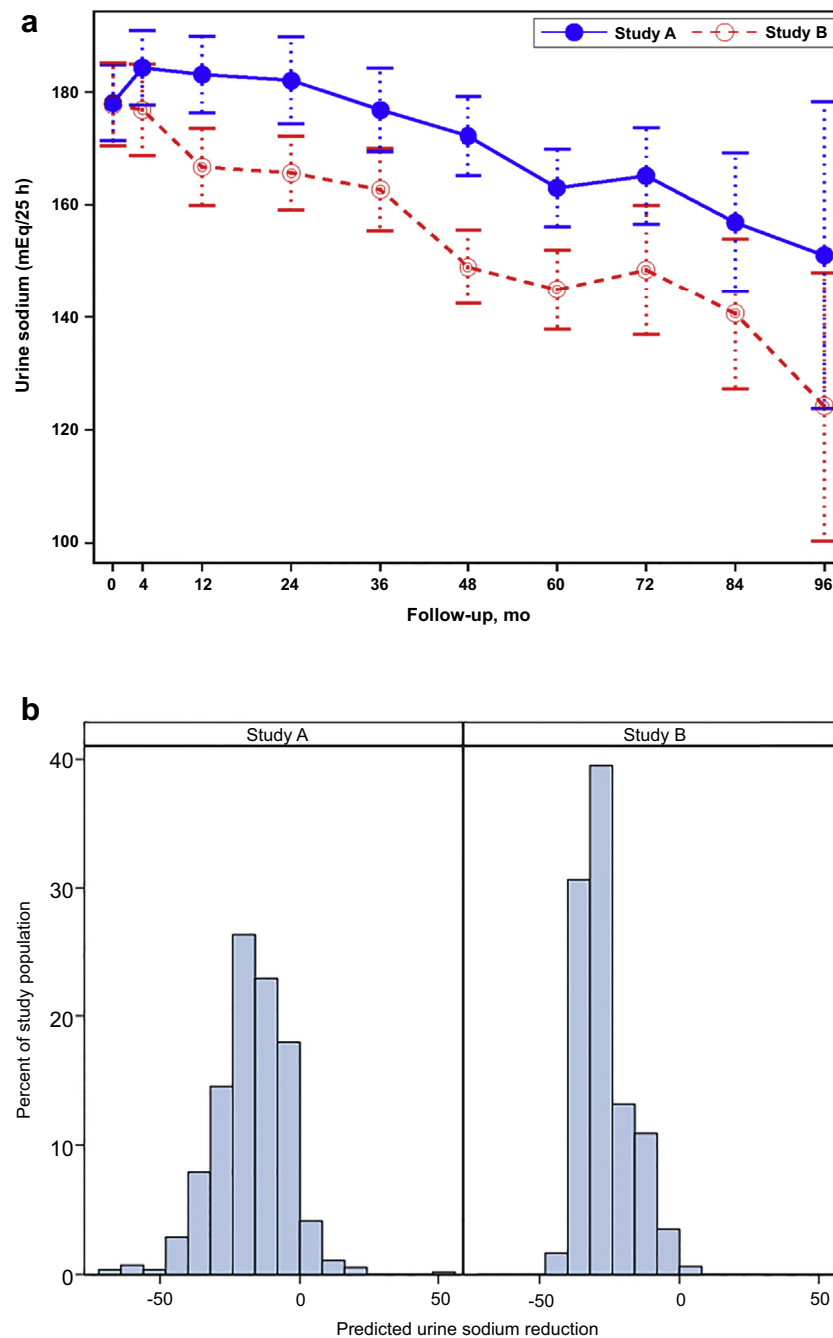 a
Study A Study B
Urine sodium (mEq/25 h)
180
160
140
120
100
0 4 12 24 36 48 60 72 84 96
Follow-up, mo
b
Study A Study B
Percent of study population
40
30
20
10
0
-50 0 50 -50 0 50
Predicted urine sodium reduction